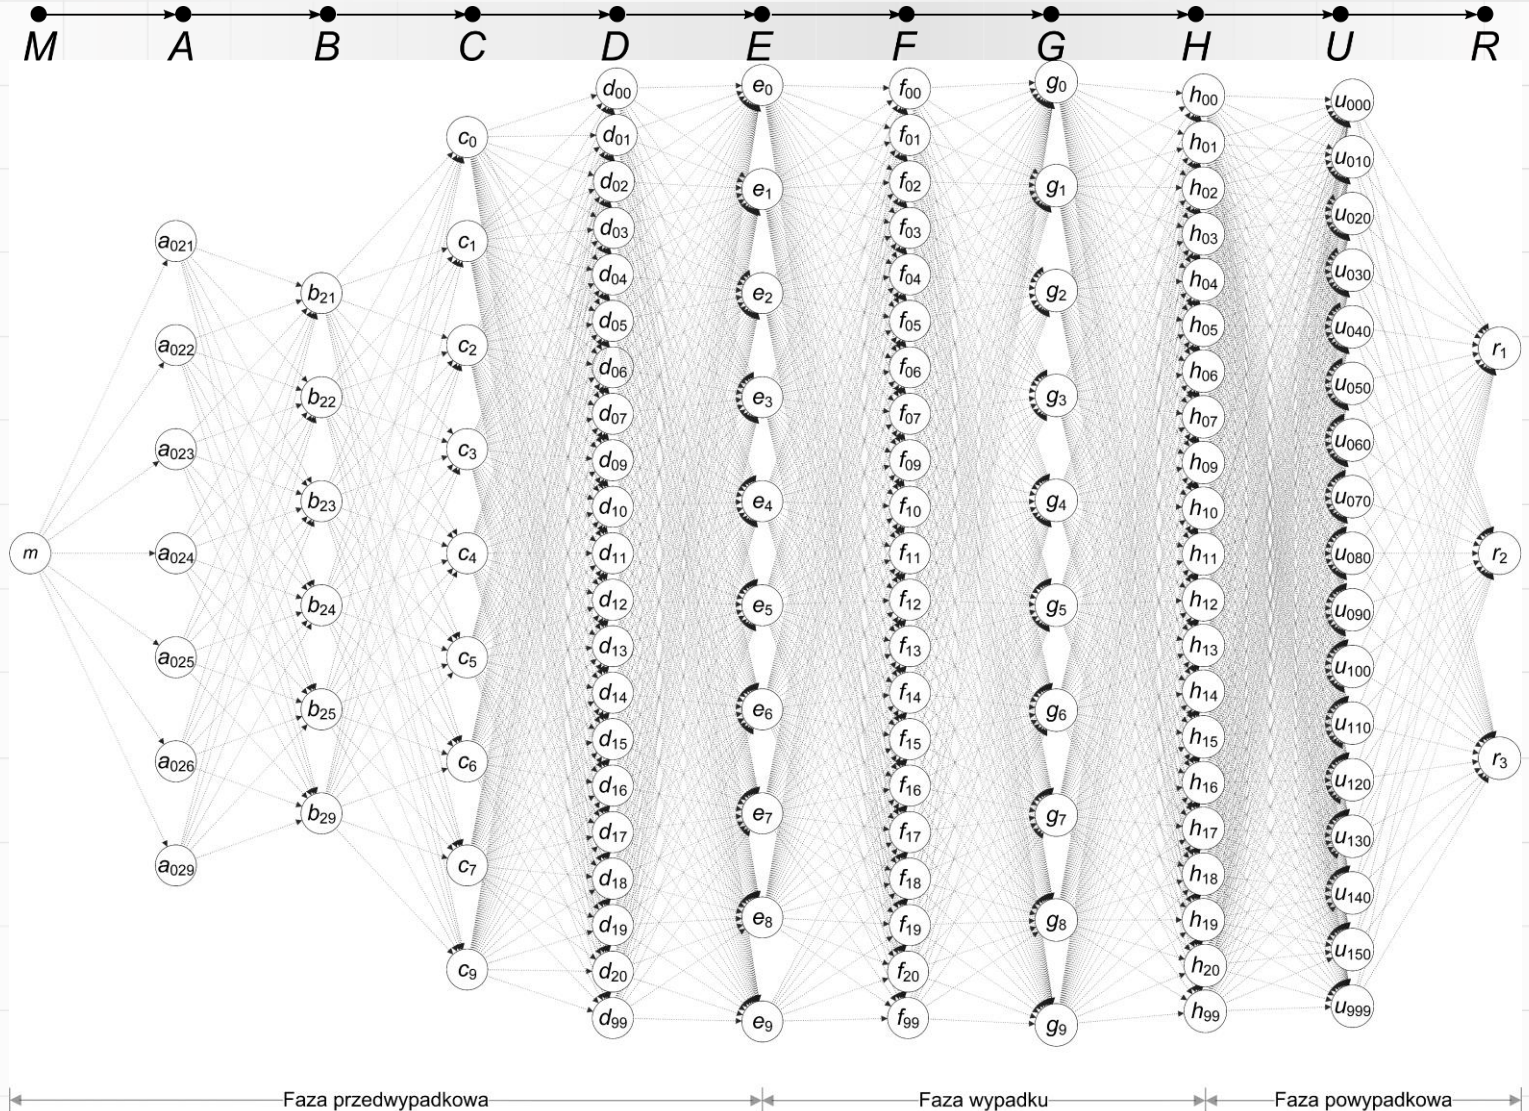 M A B C D E F G H U R
m
a021
a022
a023
a024
a025
a026
a029
b21
b22
b23
b24
b25
b29
c0
c1
c2
c3
c4
c5
c6
c7
c9
d00
d01
d02
d03
d04
d05
d06
d07
d09
d10
d11
d12
d13
d14
d15
d16
d17
d18
d19
d20
d99
e0
e1
e2
e3
e4
e5
e6
e7
e8
e9
f00
f01
f02
f03
f04
f05
f06
f07
f09
f10
f11
f12
f13
f14
f15
f16
f17
f18
f19
f20
f99
g0
g1
g2
g3
g4
g5
g6
g7
g8
g9
h00
h01
h02
h03
h04
h05
h06
h07
h09
h10
h11
h12
h13
h14
h15
h16
h17
h18
h19
h20
h99
u000
u010
u020
u030
u040
u050
u060
u070
u080
u090
u100
u110
u120
u130
u140
u150
u999
r1
r2
r3
Faza przedwypadkowa Faza wypadku Faza powypadkowa